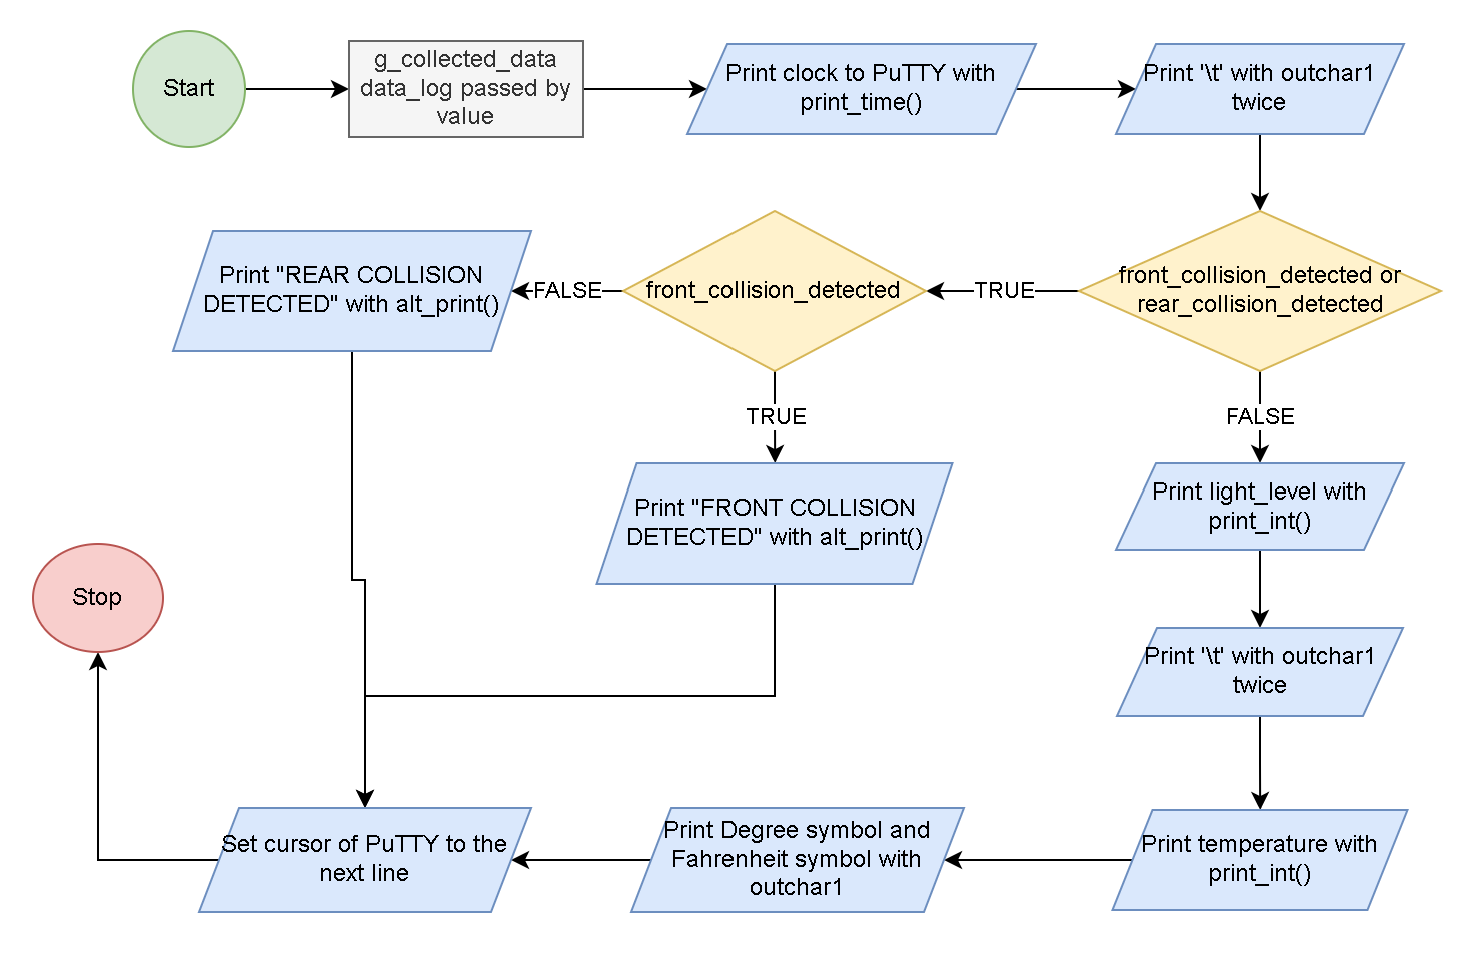 Start
g_collected_data
data_log passed by
value
Print clock to PuTTY with
print_time()
Print '\t' with outchar1
twice
front_collision_detected or
rear_collision_detected
TRUE
front_collision_detected
FALSE
Print "REAR COLLISION
DETECTED" with alt_print()
TRUE
FALSE
Print "FRONT COLLISION
DETECTED" with alt_print()
Print light_level with
print_int()
Print '\t' with outchar1
twice
Print temperature with
print_int()
Print Degree symbol and
Fahrenheit symbol with
outchar1
Set cursor of PuTTY to the
next line
Stop